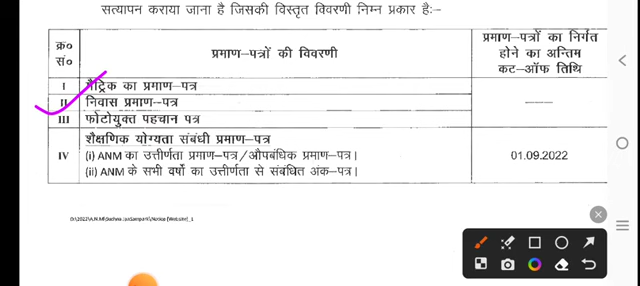 सत्यापन कराया जाना है जिसकी विस्तृत विवरणी निम्न प्रकार है:–
क्र०
सं०
प्रमाण–पत्रों की विवरणी
प्रमाण–पत्रों का निर्गत
होने का अन्तिम
कट–ऑफ तिथि
I मैट्रिक का प्रमाण–पत्र
II निवास प्रमाण–पत्र
III फोटोयुक्त पहचान पत्र
शैक्षणिक योग्यता संबंधी प्रमाण–पत्र
IV (i) ANM का उत्तीर्णता प्रमाण–पत्र/औपबंधिक प्रमाण–पत्र। 01.09.2022
(ii) ANM के सभी वर्षो का उत्तीर्णता से संबधित अंक–पत्र।